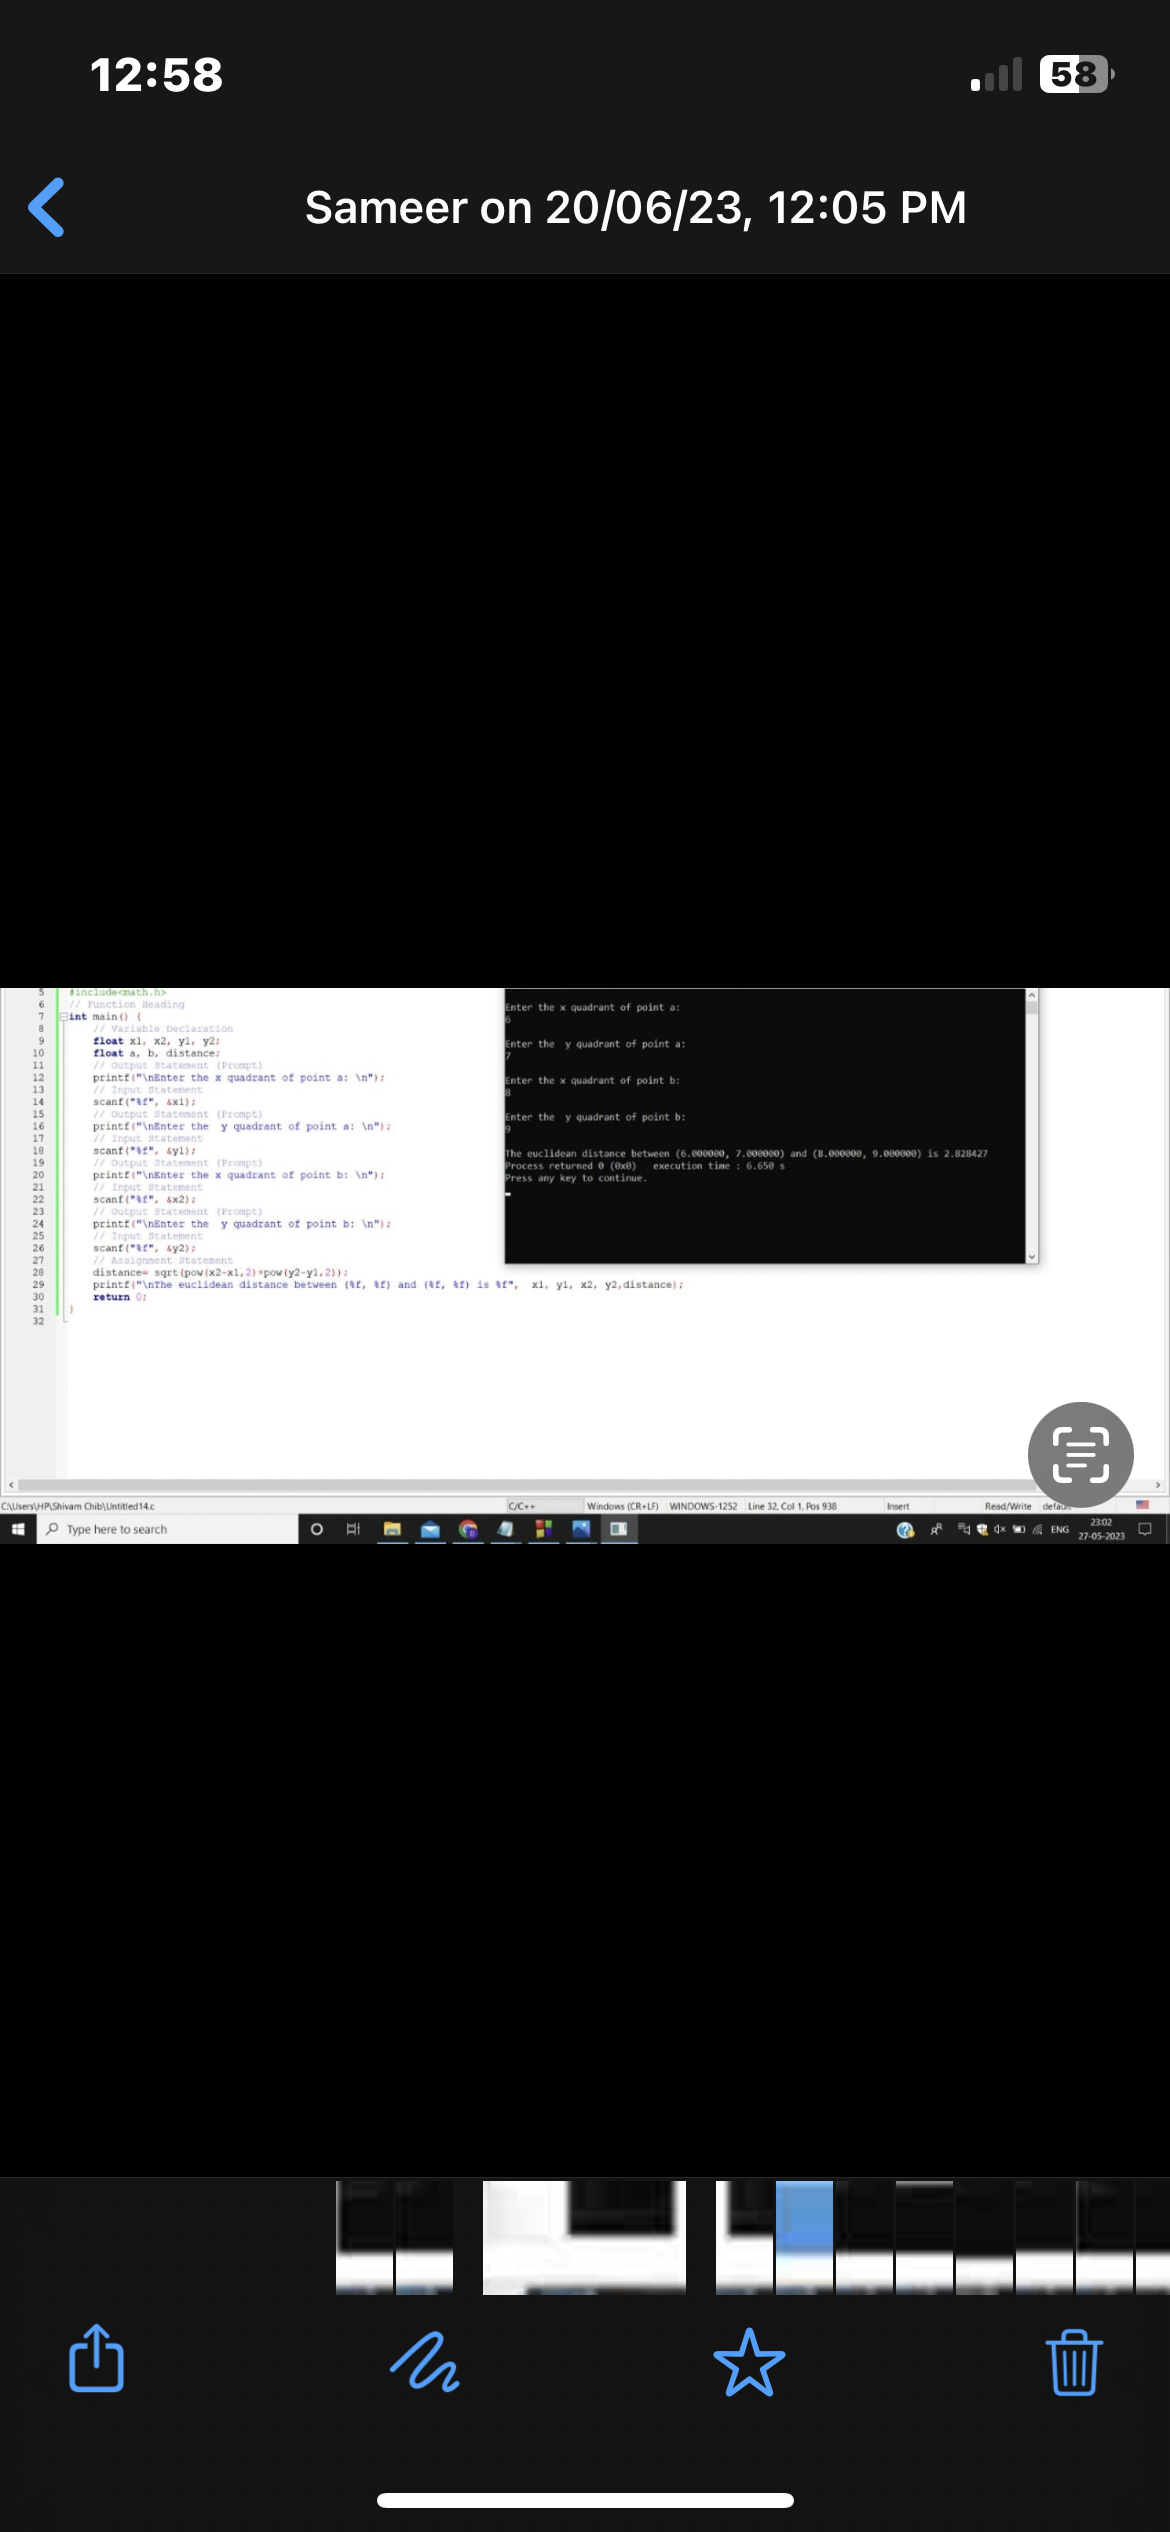 12:58
58
Sameer on 20/06/23, 12:05 PM
5 #include<math.h>
6 // Function Heading
7 int main() {
8 // Variable Declaration
9 float x1, x2, y1, y2;
10 float a, b, distance;
11 // Output Statement (Prompt)
12 printf("\nEnter the x quadrant of point a: \n");
13 // Input Statement
14 scanf("%f", &x1);
15 // Output Statement (Prompt)
16 printf("\nEnter the  y quadrant of point a: \n");
17 // Input Statement
18 scanf("%f", &y1);
19 // Output Statement (Prompt)
20 printf("\nEnter the x quadrant of point b: \n");
21 // Input Statement
22 scanf("%f", &x2);
23 // Output Statement (Prompt)
24 printf("\nEnter the  y quadrant of point b: \n");
25 // Input Statement
26 scanf("%f", &y2);
27 // Assignment Statement
28 distance= sqrt(pow(x2-x1,2)+pow(y2-y1,2));
29 printf("\nThe euclidean distance between (%f, %f) and (%f, %f) is %f",  x1, y1, x2, y2,distance);
30 return 0;
31 }
32
Enter the x quadrant of point a:
6
Enter the  y quadrant of point a:
7
Enter the x quadrant of point b:
8
Enter the  y quadrant of point b:
9
The euclidean distance between (6.000000, 7.000000) and (8.000000, 9.000000) is 2.828427
Process returned 0 (0x0)   execution time : 6.650 s
Press any key to continue.
C:\Users\HP\Shivam Chib\Untitled14.c C/C++ Windows (CR+LF) WINDOWS-1252 Line 32, Col 1, Pos 938 Insert Read/Write
Type here to search ENG 23:02
27-05-2023